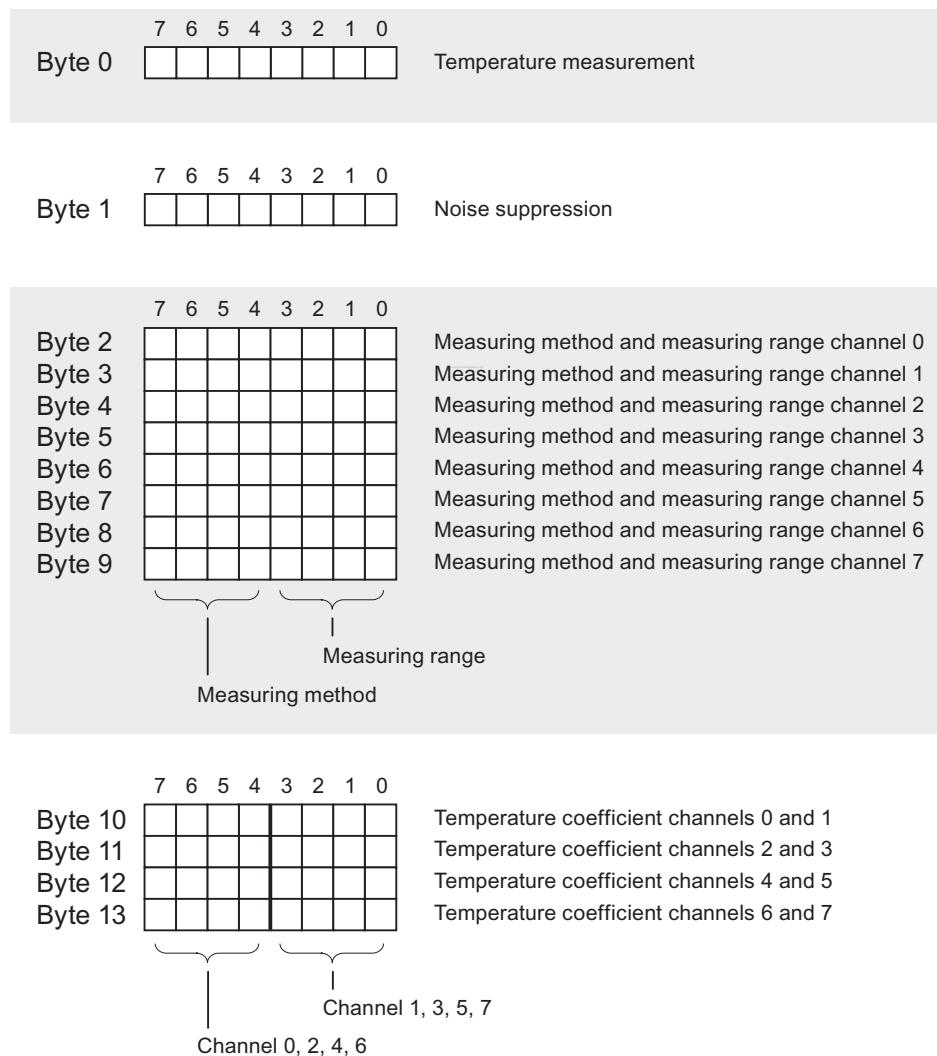 7 6 5 4 3 2 1 0
Byte 0 Temperature measurement
7 6 5 4 3 2 1 0
Byte 1 Noise suppression
7 6 5 4 3 2 1 0
Byte 2 Measuring method and measuring range channel 0
Byte 3 Measuring method and measuring range channel 1
Byte 4 Measuring method and measuring range channel 2
Byte 5 Measuring method and measuring range channel 3
Byte 6 Measuring method and measuring range channel 4
Byte 7 Measuring method and measuring range channel 5
Byte 8 Measuring method and measuring range channel 6
Byte 9 Measuring method and measuring range channel 7
Measuring range
Measuring method
7 6 5 4 3 2 1 0
Byte 10 Temperature coefficient channels 0 and 1
Byte 11 Temperature coefficient channels 2 and 3
Byte 12 Temperature coefficient channels 4 and 5
Byte 13 Temperature coefficient channels 6 and 7
Channel 1, 3, 5, 7
Channel 0, 2, 4, 6